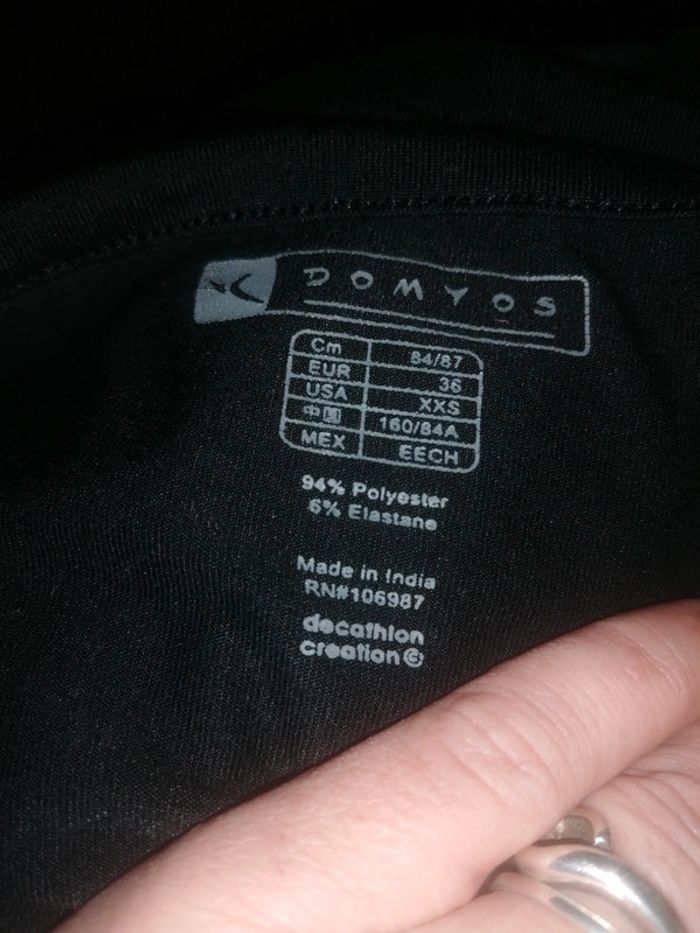 DOMYOS
Cm 84/87
EUR 36
USA XXS
中国 160/84A
MEX EECH
94% Polyester
6% Elastane
Made in India
RN#106987
decathlon
creation©